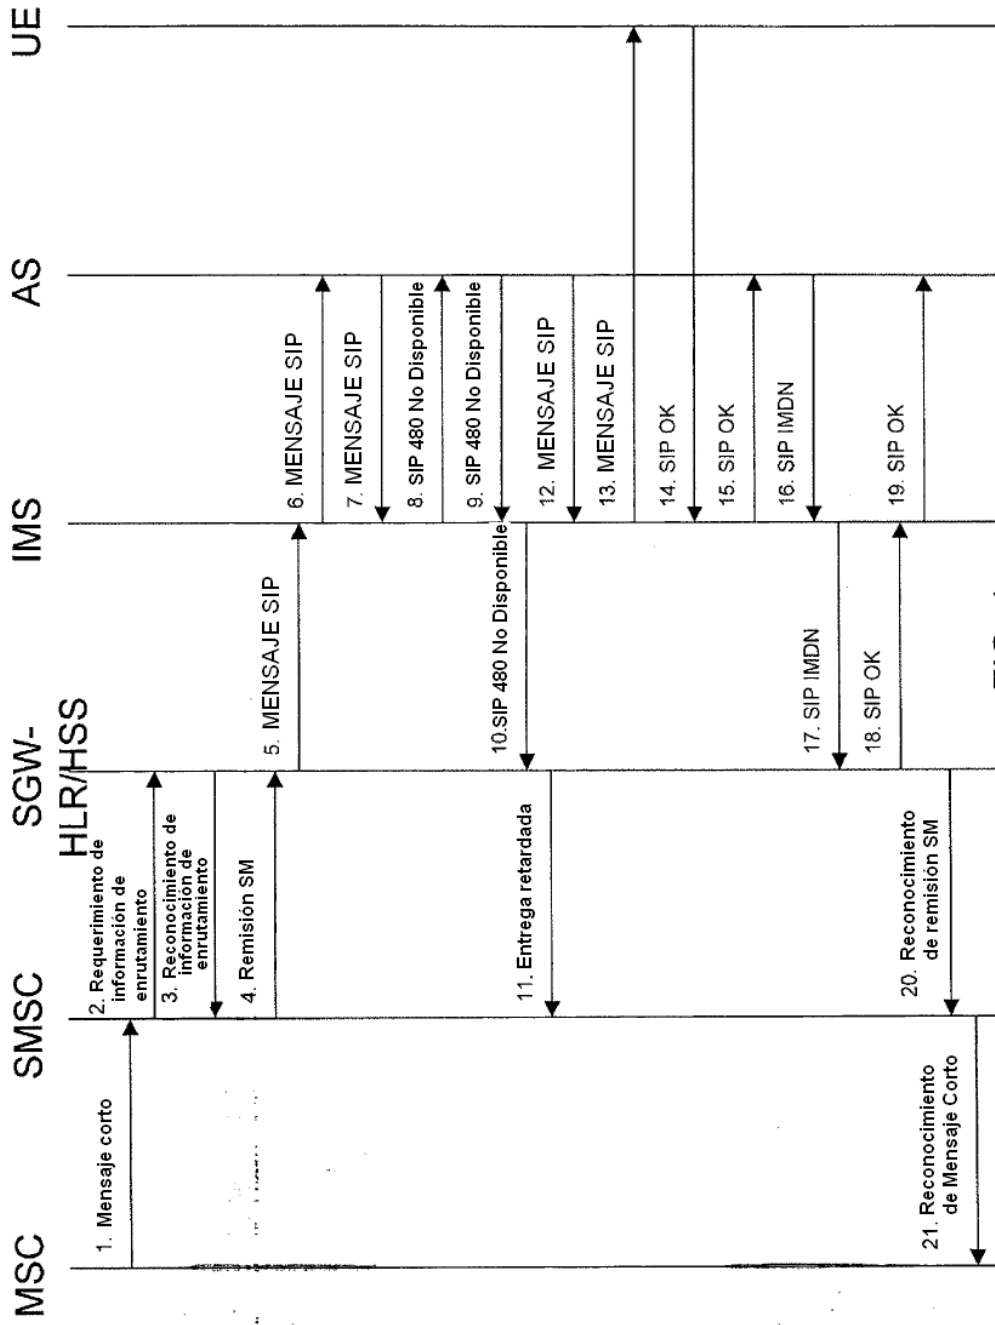 MSC
SMSC
SGW-
HLR/HSS
IMS
AS
UE
1. Mensaje corto
2. Requerimiento de
información de
enrutamiento
3. Reconocimiento de
información de
enrutamiento
4. Remisión SM
5. MENSAJE SIP
6. MENSAJE SIP
7. MENSAJE SIP
8. SIP 480 No Disponible
9. SIP 480 No Disponible
10.SIP 480 No Disponible
11. Entrega retardada
12. MENSAJE SIP
13. MENSAJE SIP
14. SIP OK
15. SIP OK
16. SIP IMDN
17. SIP IMDN
18. SIP OK
19. SIP OK
20. Reconocimiento
de remisión SM
21. Reconocimiento
de Mensaje Corto